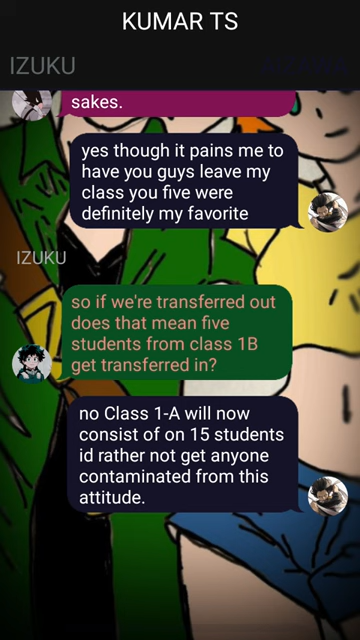 KUMAR TS
IZUKU
sakes.
yes though it pains me to
have you guys leave my
class you five were
definitely my favorite
IZUKU
so if we're transferred out
does that mean five
students from class 1B
get transferred in?
no Class 1-A will now
consist of on 15 students
id rather not get anyone
contaminated from this
attitude.